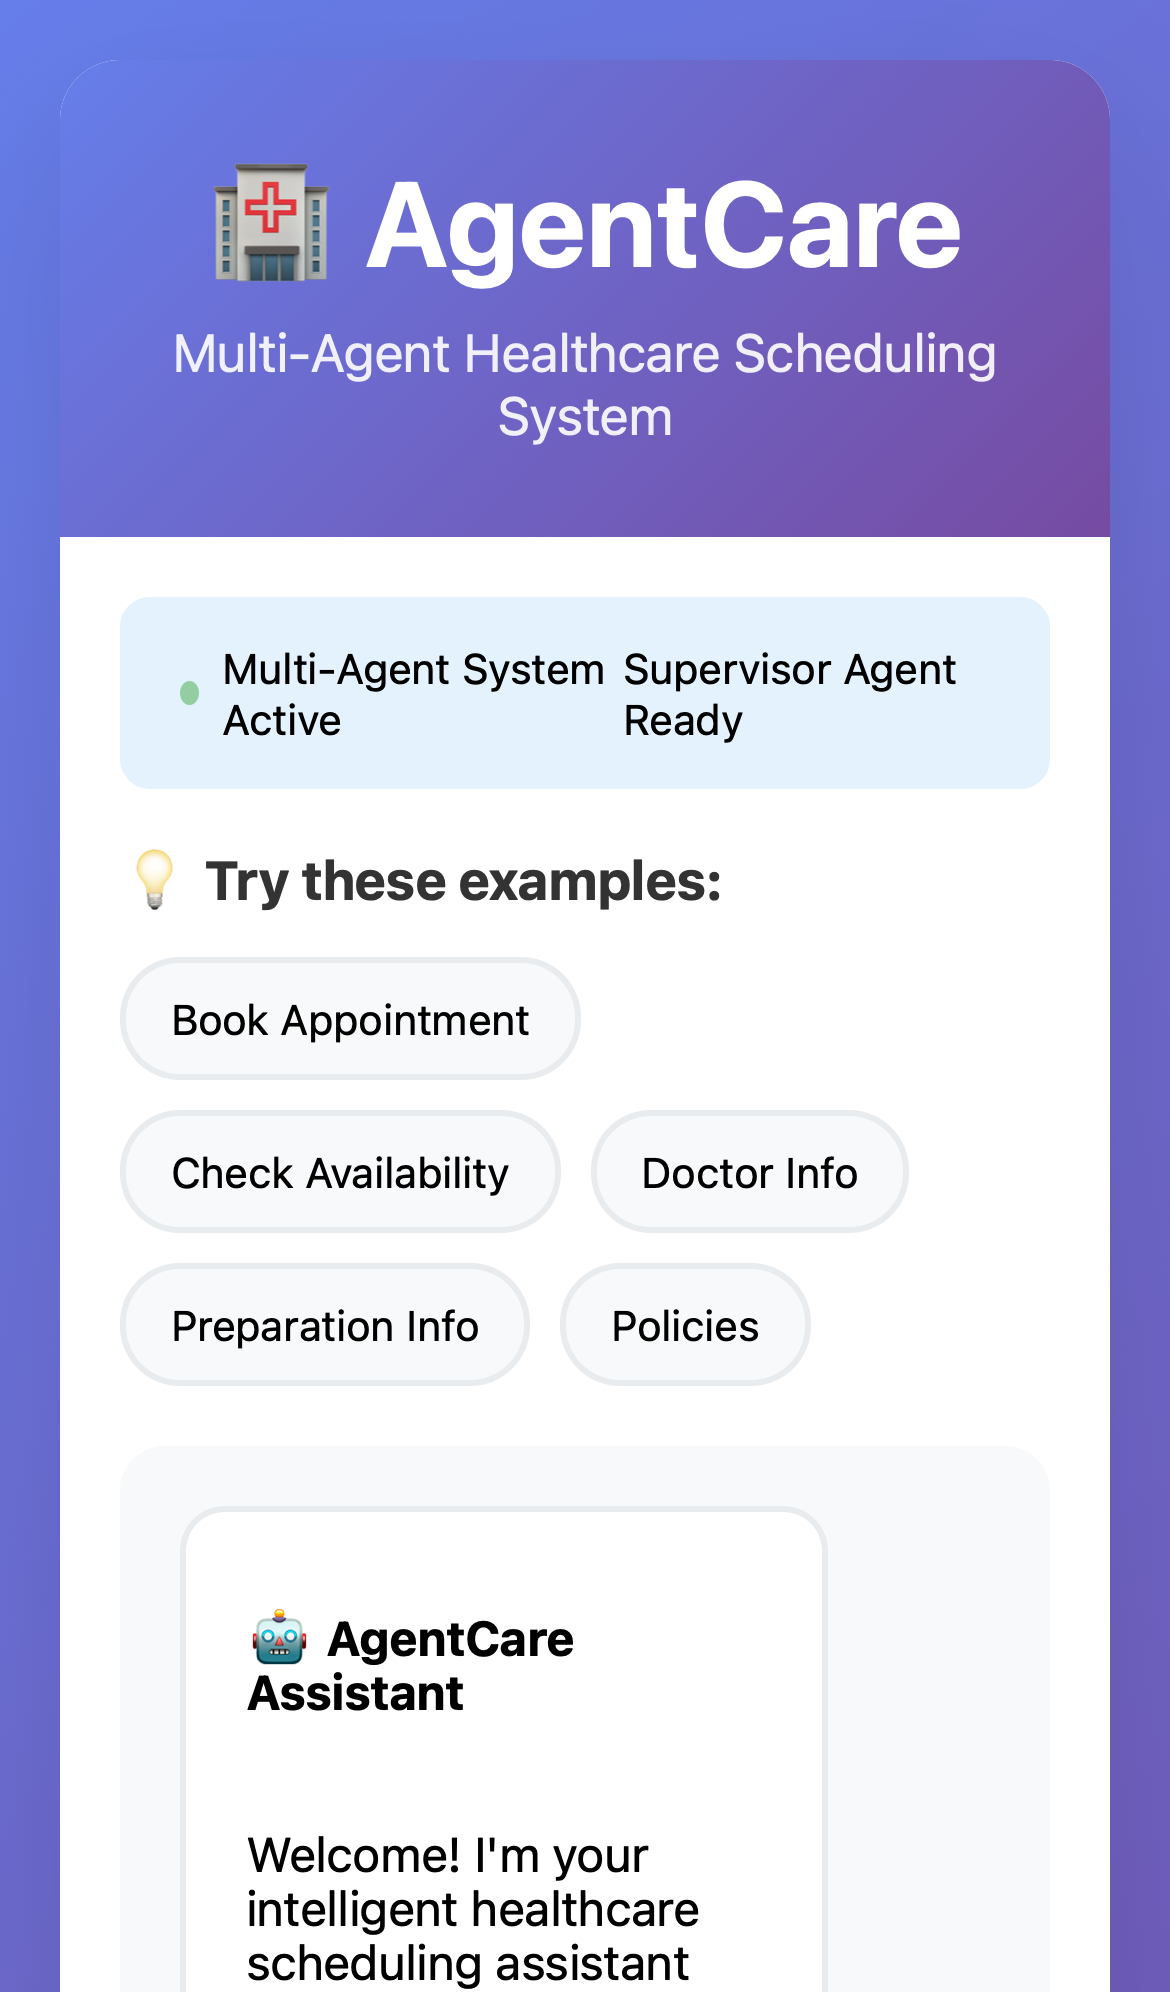 AgentCare
Multi-Agent Healthcare Scheduling
System
Multi-Agent System
Active
Supervisor Agent
Ready
Try these examples:
Book Appointment
Check Availability
Doctor Info
Preparation Info
Policies
AgentCare
Assistant
Welcome! I'm your
intelligent healthcare
scheduling assistant